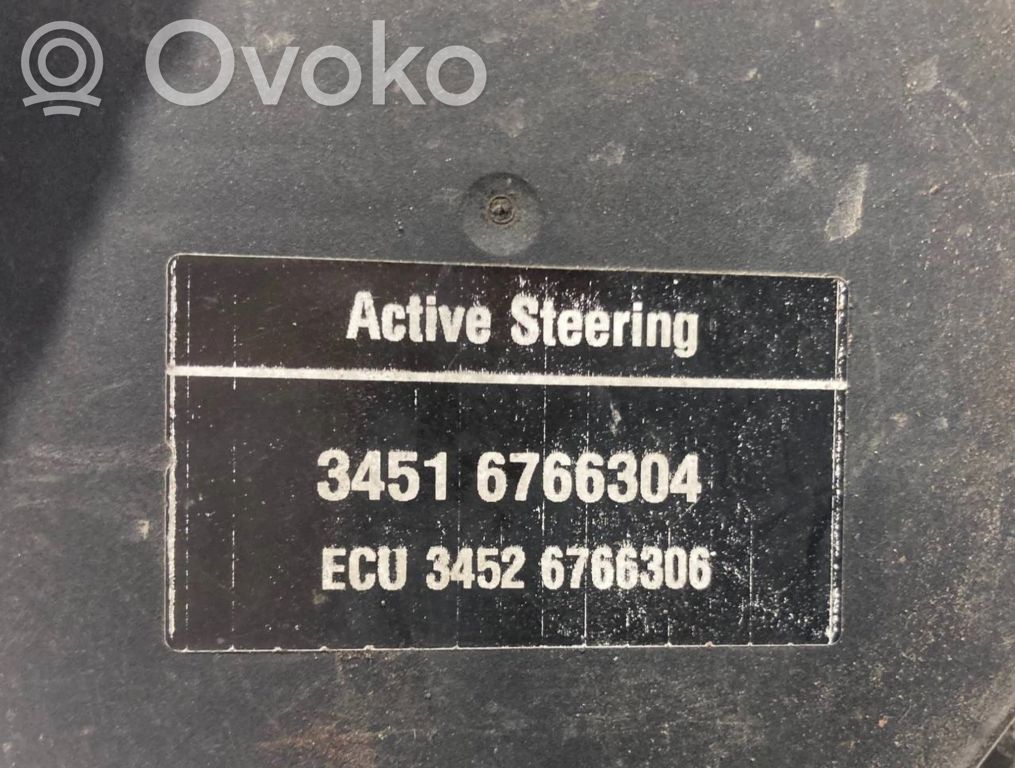 Ovoko
Active Steering
3451 6766304
ECU 3452 6766306